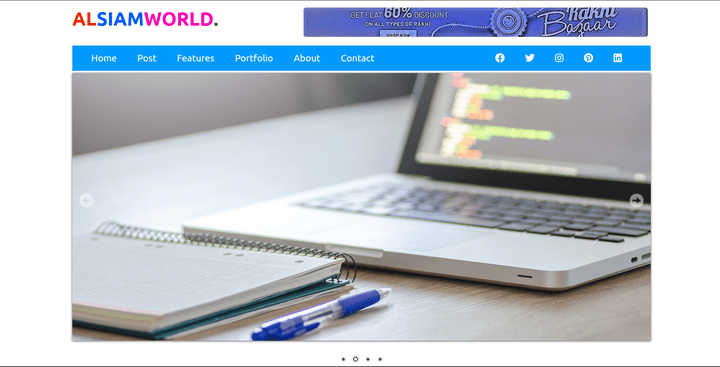 ALSIAMWORLD.
GET FLAT 60% DISCOUNT
ON ALL TYPES OF RAKHI
SHOP NOW
Rakhi
Bazaar
Home Post Features Portfolio About Contact